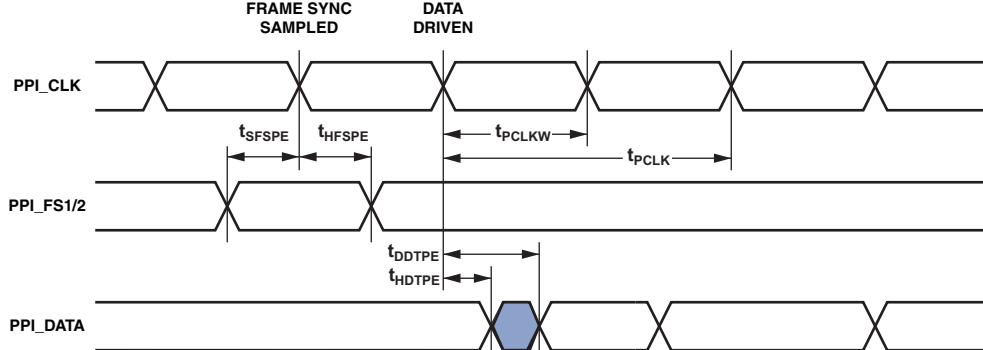 FRAME SYNC
SAMPLED
DATA
DRIVEN
PPI_CLK
tSFSPE
tHFSPE
tPCLKW
tPCLK
PPI_FS1/2
tDDTPE
tHDTPE
PPI_DATA